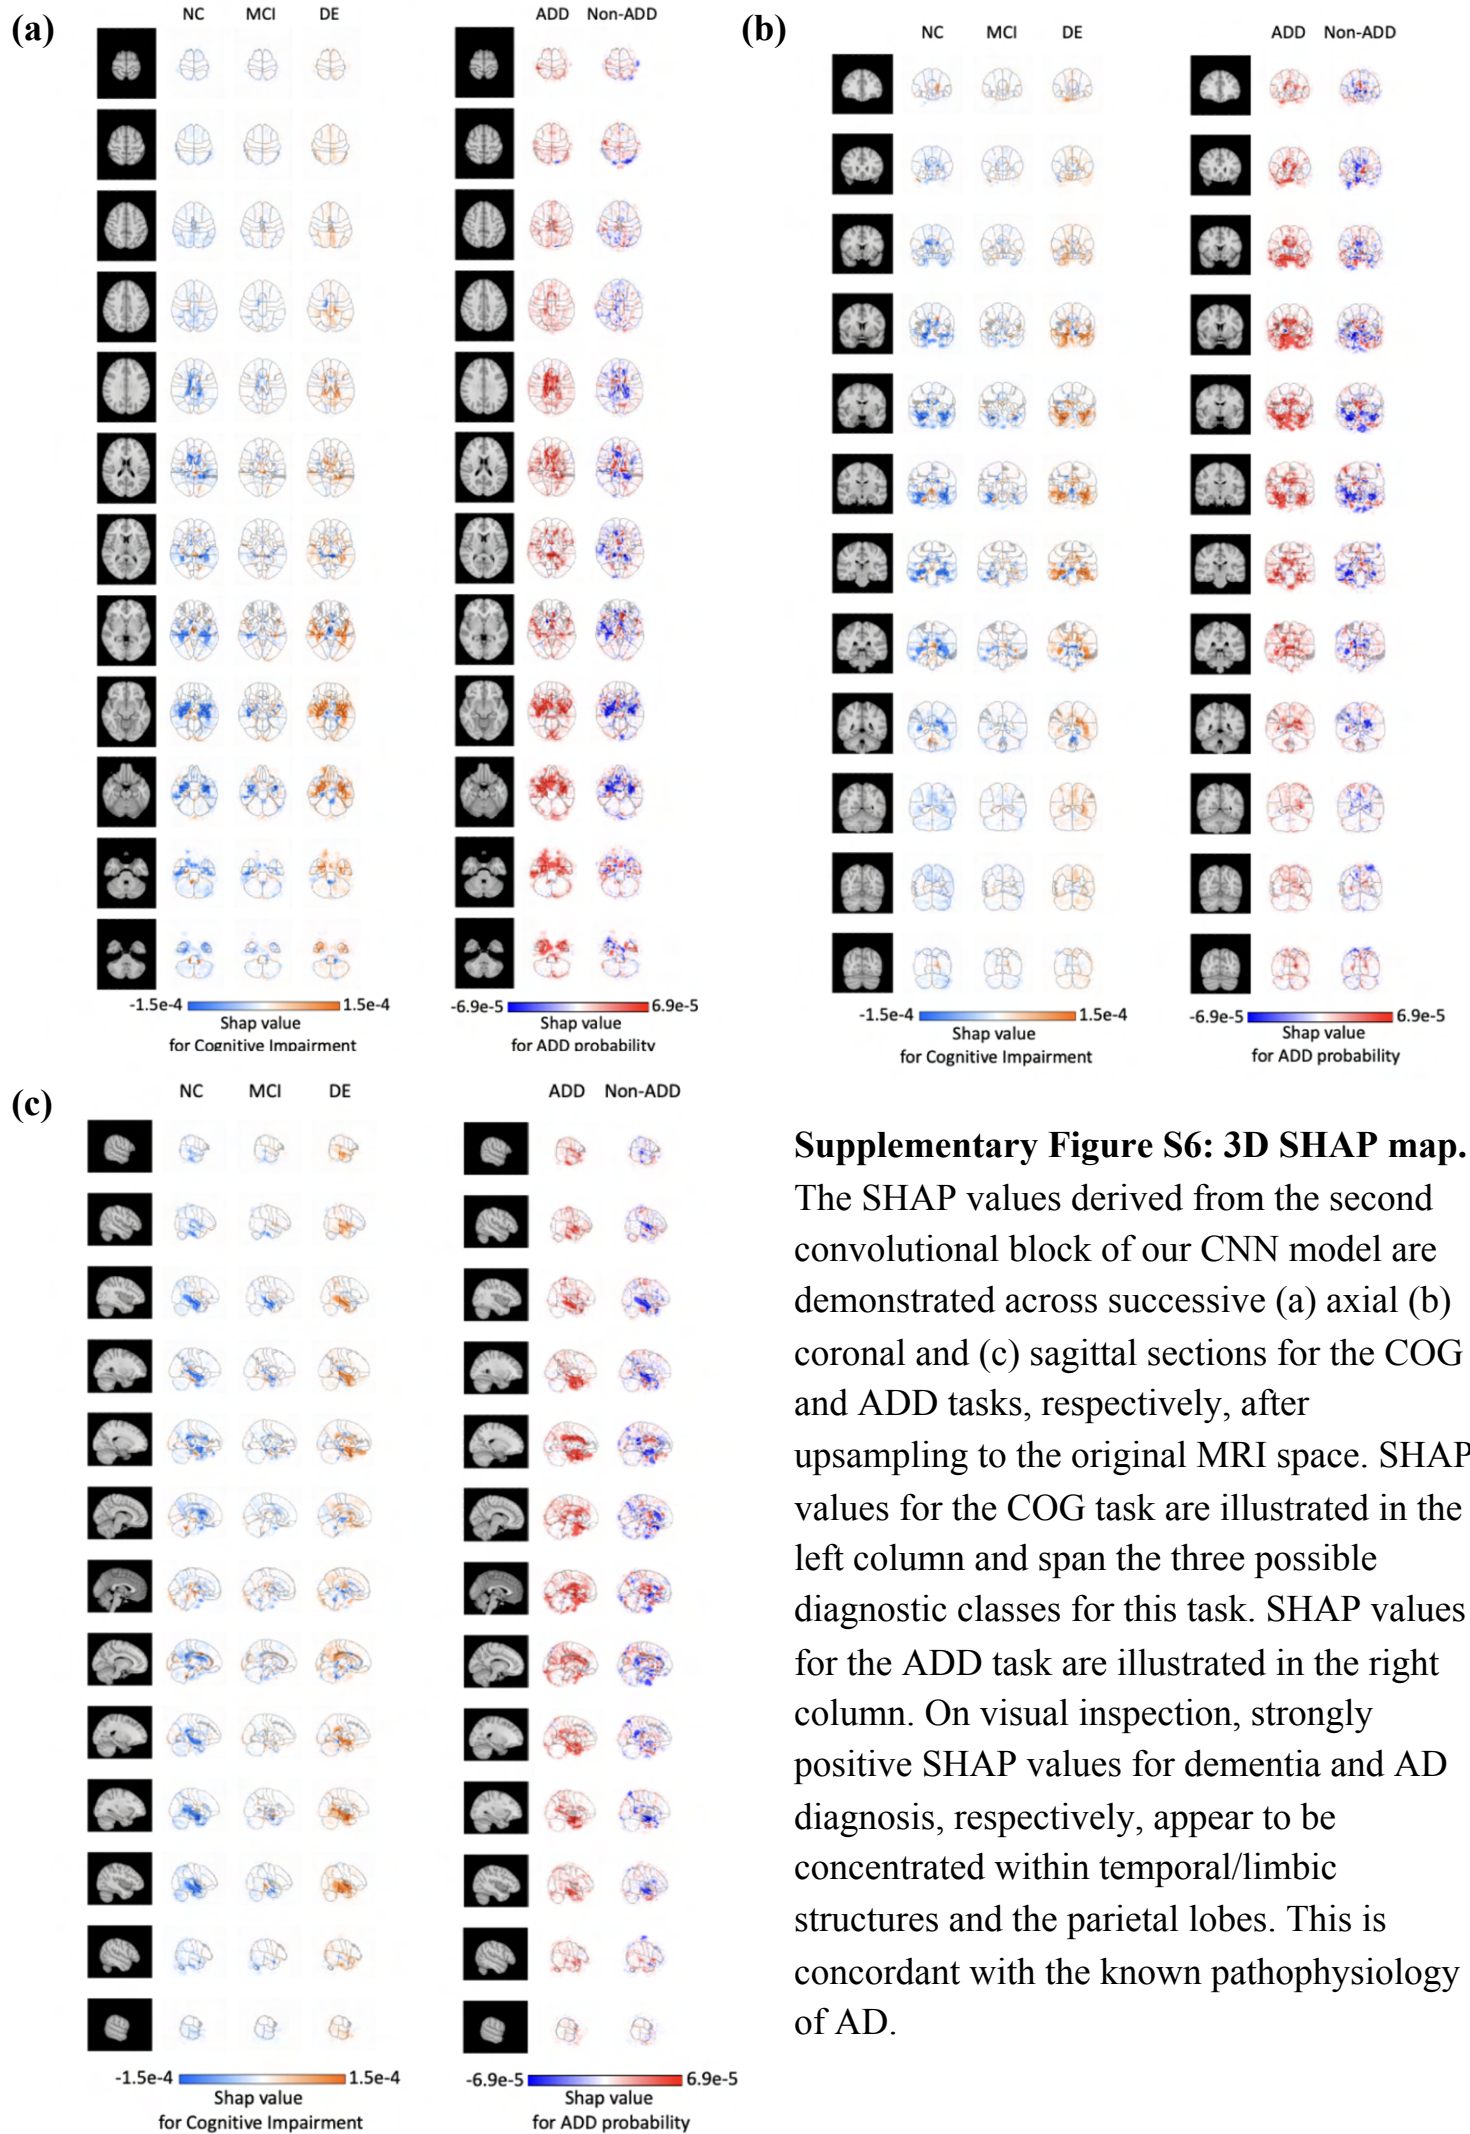 (a)
NC MCI DE
ADD Non-ADD
-1.5e-4 1.5e-4
Shap value
for Cognitive Impairment
-6.9e-5 6.9e-5
Shap value
for ADD probability
(b)
NC MCI DE
ADD Non-ADD
-1.5e-4 1.5e-4
Shap value
for Cognitive Impairment
-6.9e-5 6.9e-5
Shap value
for ADD probability
(c)
NC MCI DE
ADD Non-ADD
-1.5e-4 1.5e-4
Shap value
for Cognitive Impairment
-6.9e-5 6.9e-5
Shap value
for ADD probability
Supplementary Figure S6: 3D SHAP map.
The SHAP values derived from the second
convolutional block of our CNN model are
demonstrated across successive (a) axial (b)
coronal and (c) sagittal sections for the COG
and ADD tasks, respectively, after
upsampling to the original MRI space. SHAP
values for the COG task are illustrated in the
left column and span the three possible
diagnostic classes for this task. SHAP values
for the ADD task are illustrated in the right
column. On visual inspection, strongly
positive SHAP values for dementia and AD
diagnosis, respectively, appear to be
concentrated within temporal/limbic
structures and the parietal lobes. This is
concordant with the known pathophysiology
of AD.